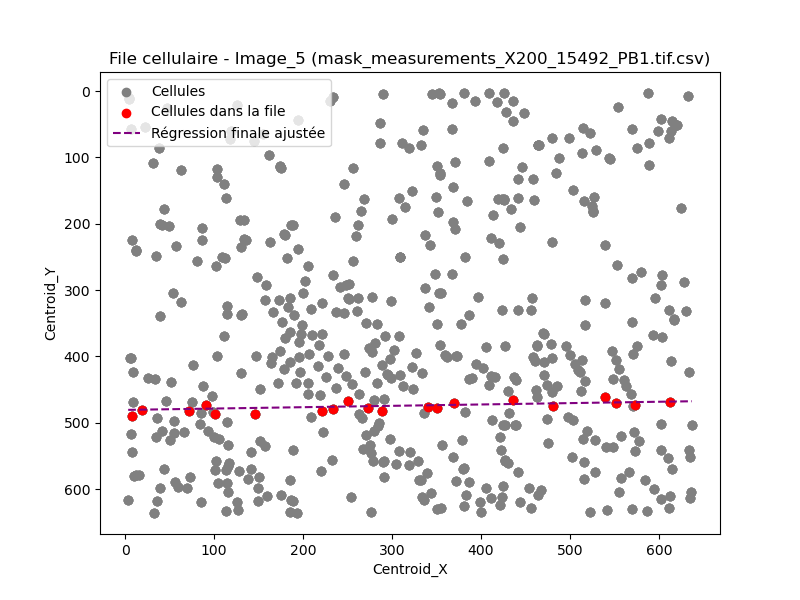 File cellulaire - Image_5 (mask_measurements_X200_15492_PB1.tif.csv)
Cellules
Cellules dans la file
Régression finale ajustée
0
100
200
300
400
500
600
Centroid_Y
0 100 200 300 400 500 600
Centroid_X